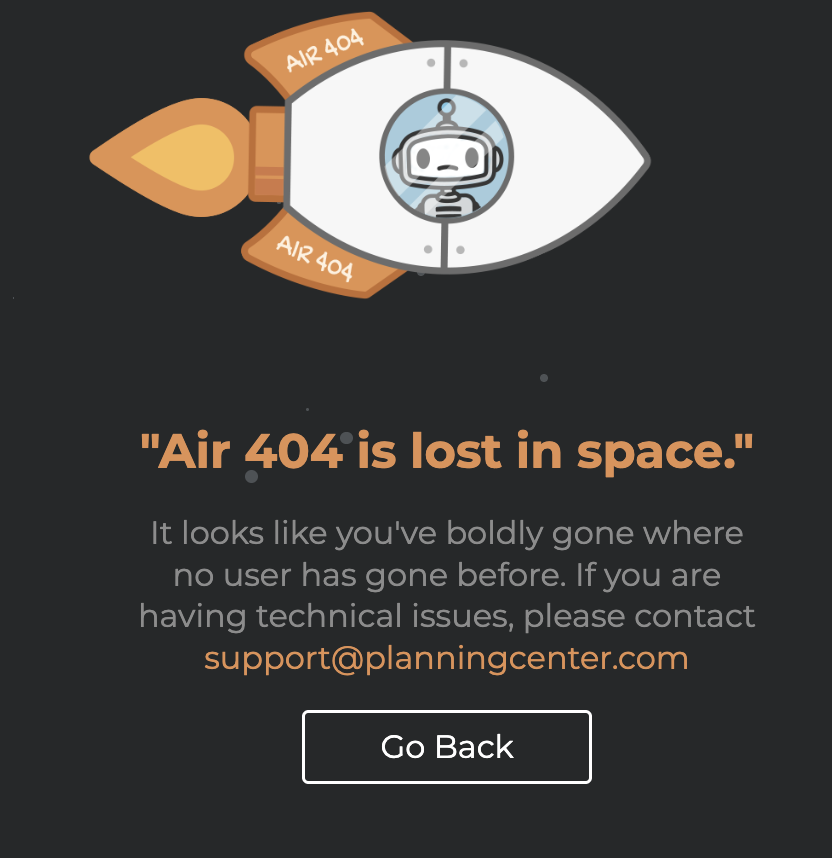 AIR 404
AIR 404
"Air 404 is lost in space."
It looks like you've boldly gone where
no user has gone before. If you are
having technical issues, please contact
support@planningcenter.com
Go Back